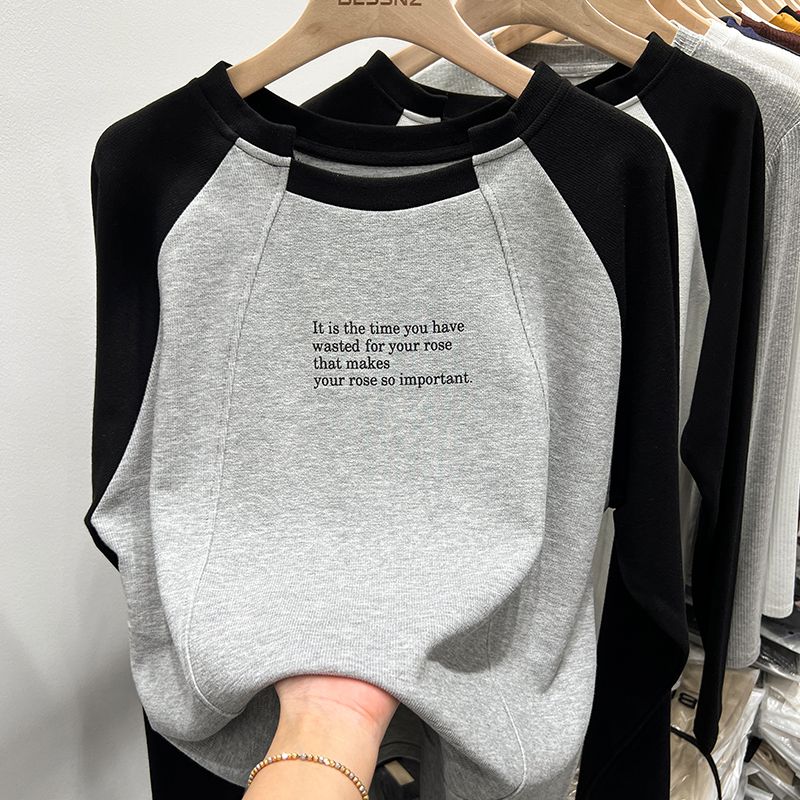 It is the time you have
wasted for your rose
that makes
your rose so important.